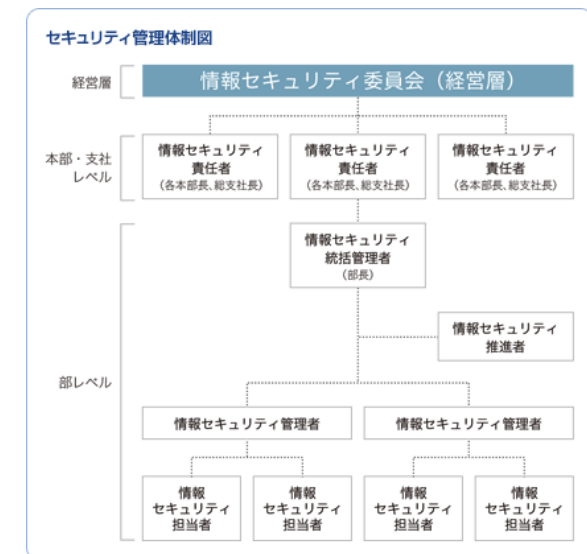 セキュリティ管理体制図
経営層
情報セキュリティ委員会（経営層）
本部・支社
レベル
情報セキュリティ
責任者
（各本部長、総支社長）
情報セキュリティ
責任者
（各本部長、総支社長）
情報セキュリティ
責任者
（各本部長、総支社長）
部レベル
情報セキュリティ
統括管理者
（部長）
情報セキュリティ
推進者
情報セキュリティ管理者
情報セキュリティ管理者
情報
セキュリティ
担当者
情報
セキュリティ
担当者
情報
セキュリティ
担当者
情報
セキュリティ
担当者